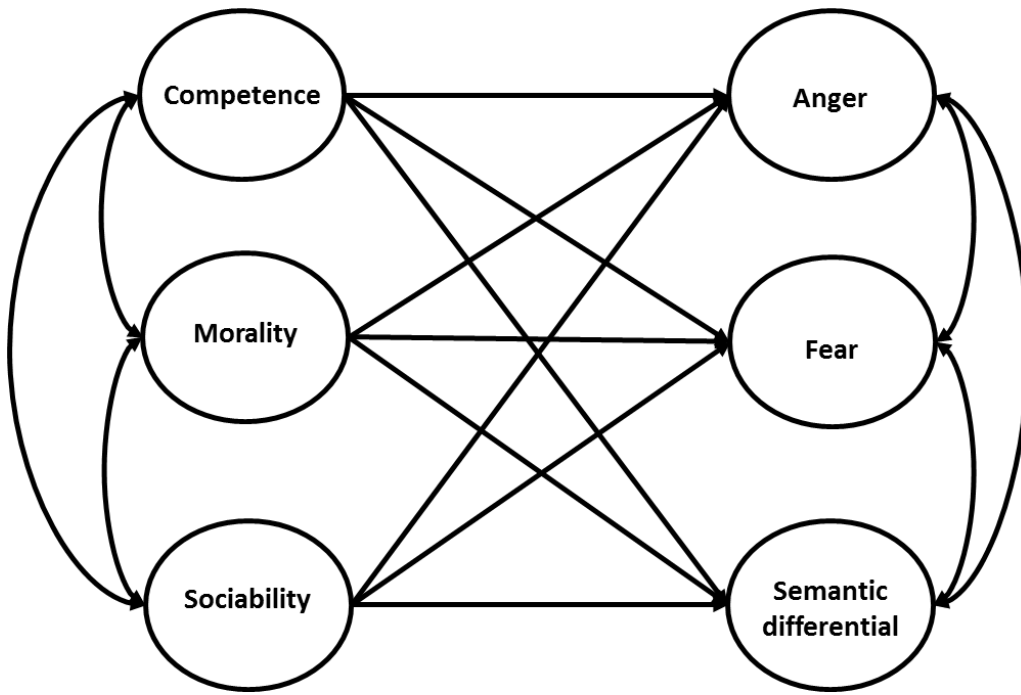 Competence
Anger
Morality
Fear
Sociability
Semantic
differential